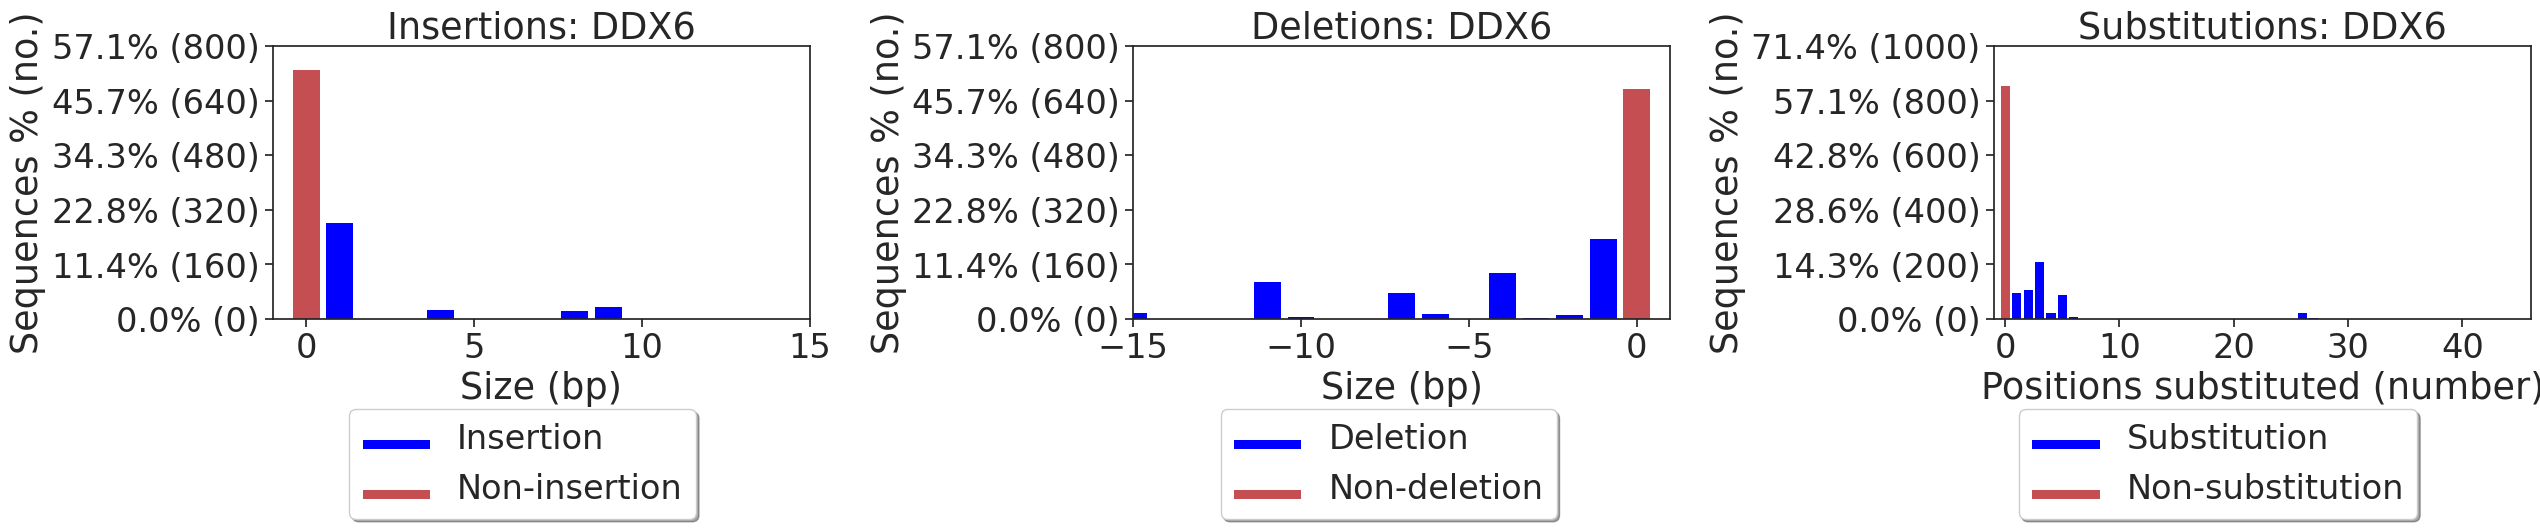 Insertions: DDX6
Sequences % (no.)
57.1% (800)
45.7% (640)
34.3% (480)
22.8% (320)
11.4% (160)
0.0% (0)
0
5
10
15
Size (bp)
Insertion
Non-insertion
Deletions: DDX6
Sequences % (no.)
57.1% (800)
45.7% (640)
34.3% (480)
22.8% (320)
11.4% (160)
0.0% (0)
−15
−10
−5
0
Size (bp)
Deletion
Non-deletion
Substitutions: DDX6
Sequences % (no.)
71.4% (1000)
57.1% (800)
42.8% (600)
28.6% (400)
14.3% (200)
0.0% (0)
0
10
20
30
40
Positions substituted (number)
Substitution
Non-substitution